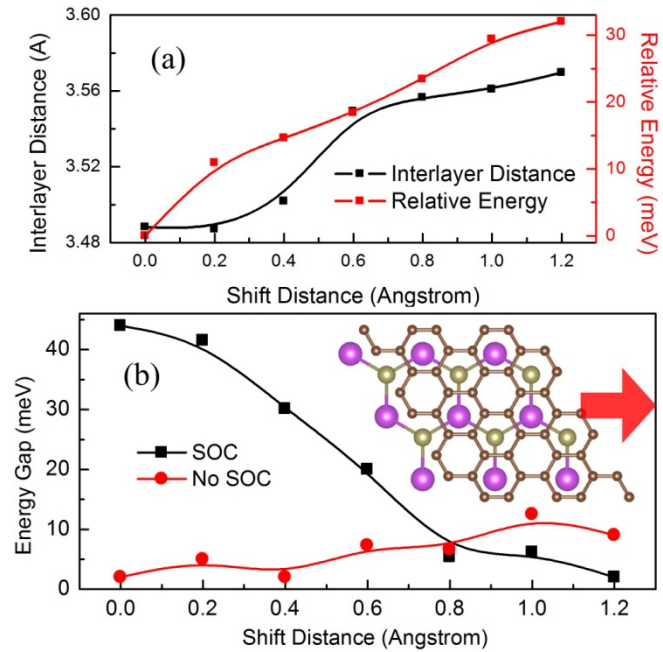 (a)
Interlayer Distance (A)
3.60
3.56
3.52
3.48
Relative Energy (meV)
30
20
10
0
Interlayer Distance
Relative Energy
0.0 0.2 0.4 0.6 0.8 1.0 1.2
Shift Distance (Angstrom)
(b)
Energy Gap (meV)
40
30
20
10
0
SOC
No SOC
0.0 0.2 0.4 0.6 0.8 1.0 1.2
Shift Distance (Angstrom)